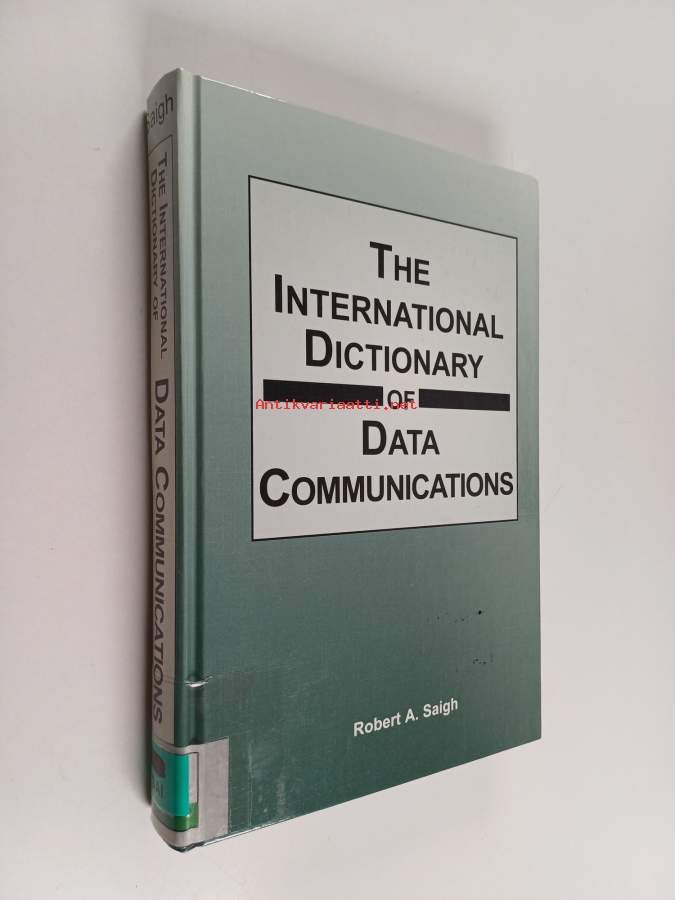 THE
INTERNATIONAL
DICTIONARY
OF
DATA
COMMUNICATIONS
Robert A. Saigh
Saigh
THE INTERNATIONAL
DICTIONARY OF
DATA COMMUNICATIONS
Antikvariaatti.net